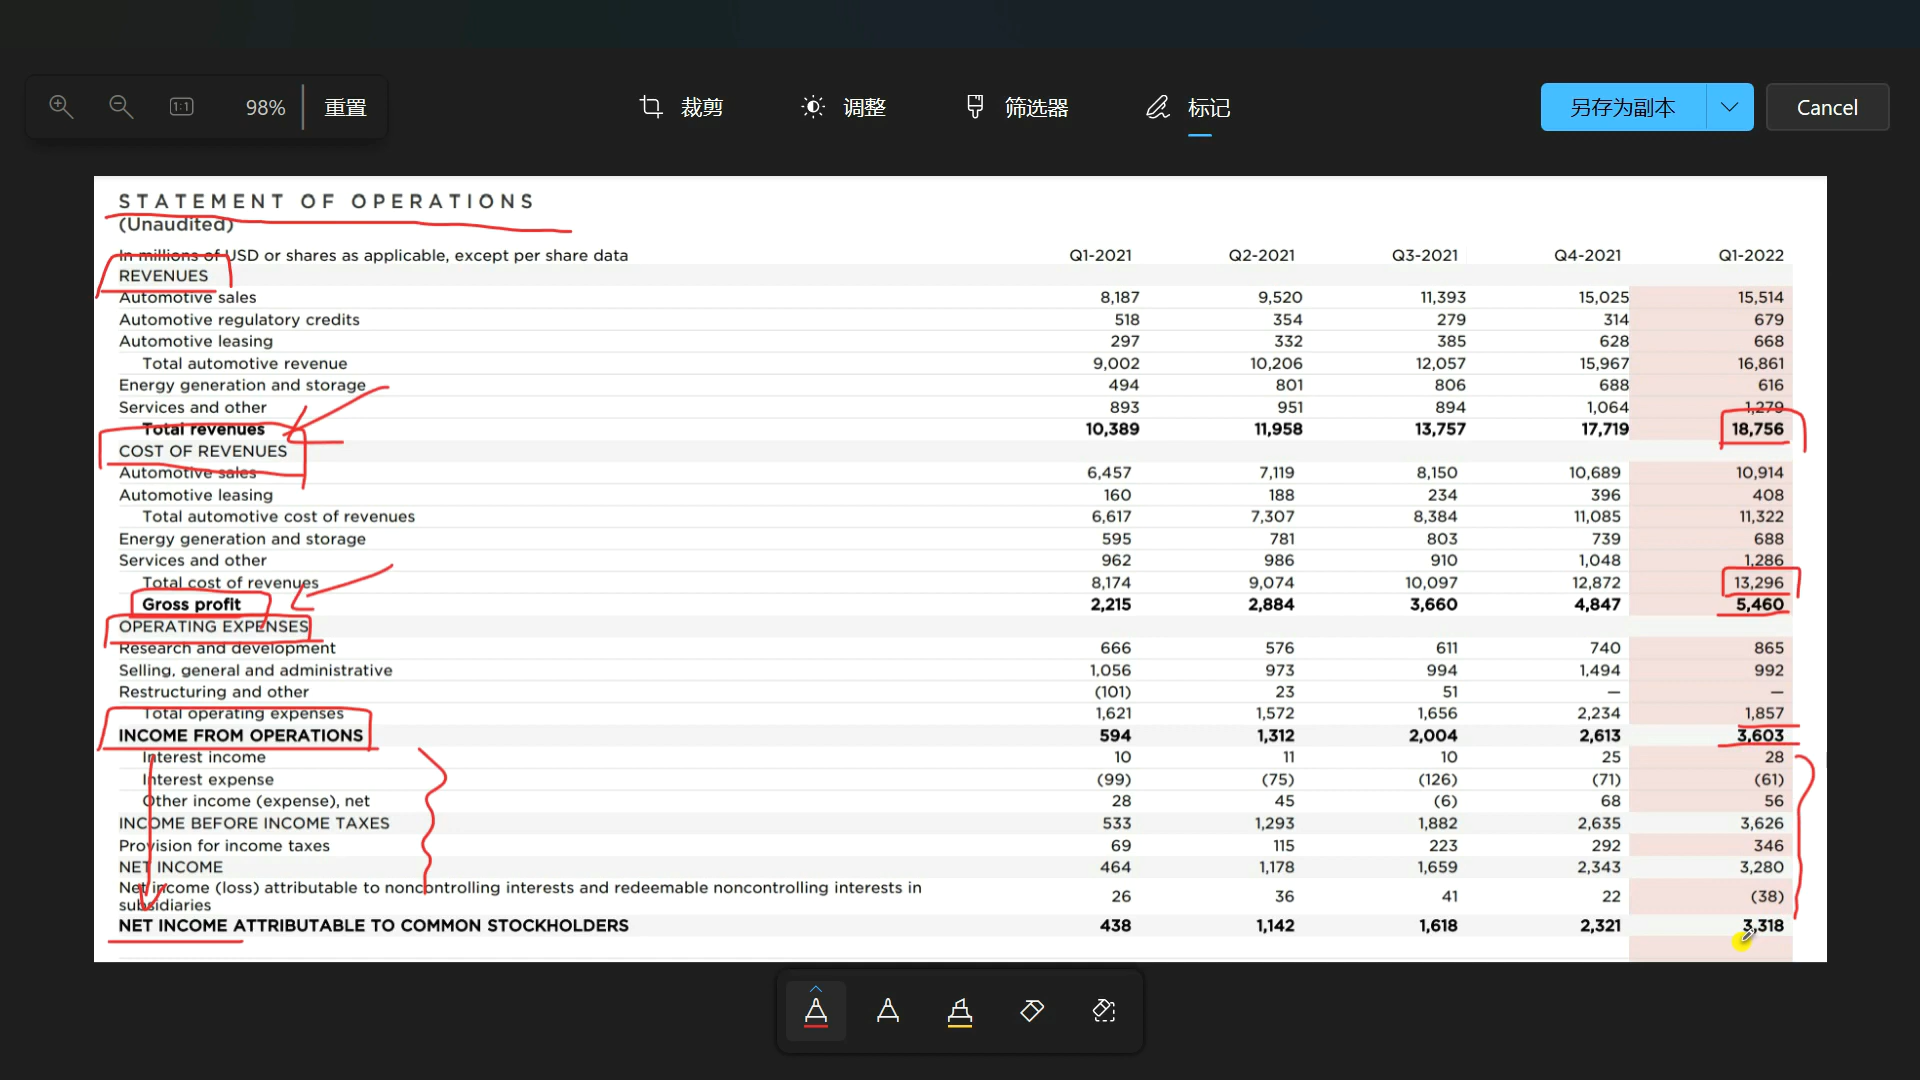 98% 重置 裁剪 调整 筛选器 标记 另存为副本 Cancel
STATEMENT OF OPERATIONS
(Unaudited)
In millions of USD or shares as applicable, except per share data Q1-2021 Q2-2021 Q3-2021 Q4-2021 Q1-2022
REVENUES
Automotive sales 8,187 9,520 11,393 15,025 15,514
Automotive regulatory credits 518 354 279 314 679
Automotive leasing 297 332 385 628 668
Total automotive revenue 9,002 10,206 12,057 15,967 16,861
Energy generation and storage 494 801 806 688 616
Services and other 893 951 894 1,064 1,279
Total revenues 10,389 11,958 13,757 17,719 18,756
COST OF REVENUES
Automotive sales 6,457 7,119 8,150 10,689 10,914
Automotive leasing 160 188 234 396 408
Total automotive cost of revenues 6,617 7,307 8,384 11,085 11,322
Energy generation and storage 595 781 803 739 688
Services and other 962 986 910 1,048 1,286
Total cost of revenues 8,174 9,074 10,097 12,872 13,296
Gross profit 2,215 2,884 3,660 4,847 5,460
OPERATING EXPENSES
Research and development 666 576 611 740 865
Selling, general and administrative 1,056 973 994 1,494 992
Restructuring and other (101) 23 51 — —
Total operating expenses 1,621 1,572 1,656 2,234 1,857
INCOME FROM OPERATIONS 594 1,312 2,004 2,613 3,603
Interest income 10 11 10 25 28
Interest expense (99) (75) (126) (71) (61)
Other income (expense), net 28 45 (6) 68 56
INCOME BEFORE INCOME TAXES 533 1,293 1,882 2,635 3,626
Provision for income taxes 69 115 223 292 346
NET INCOME 464 1,178 1,659 2,343 3,280
Net income (loss) attributable to noncontrolling interests and redeemable noncontrolling interests in
subsidiaries 26 36 41 22 (38)
NET INCOME ATTRIBUTABLE TO COMMON STOCKHOLDERS 438 1,142 1,618 2,321 3,318